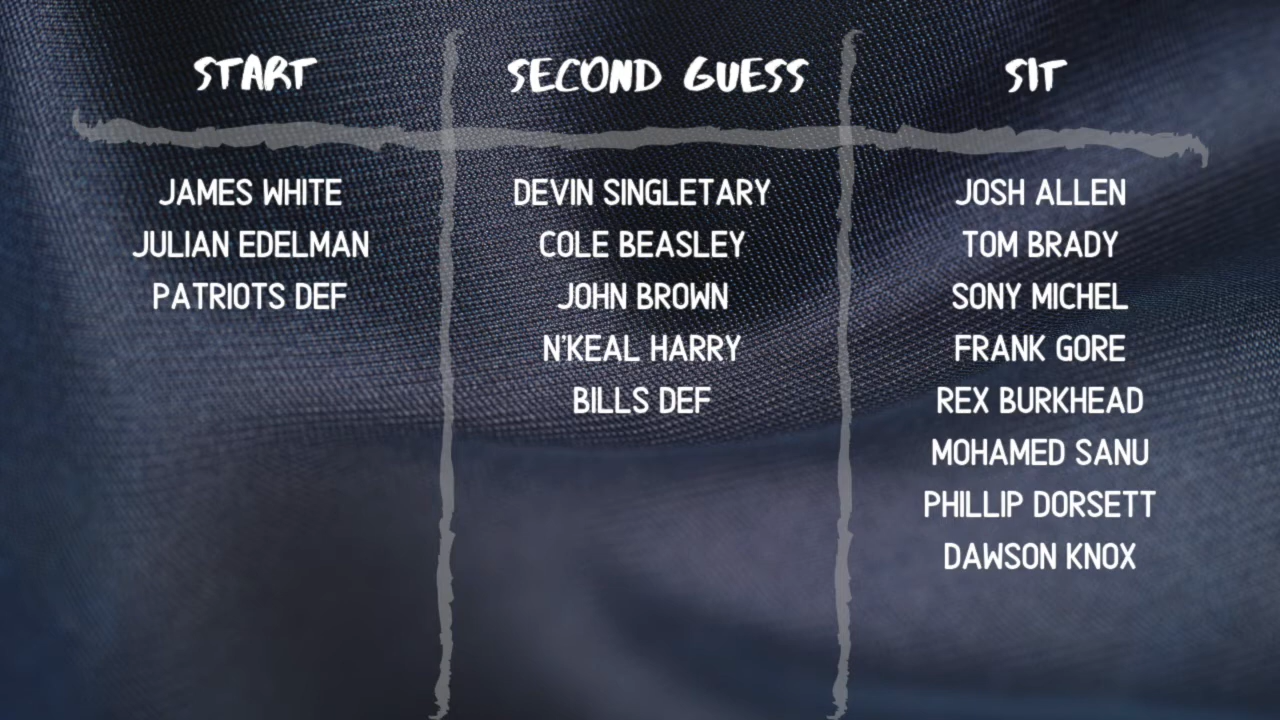 START
JAMES WHITE
JULIAN EDELMAN
PATRIOTS DEF
SECOND GUESS
DEVIN SINGLETARY
COLE BEASLEY
JOHN BROWN
N'KEAL HARRY
BILLS DEF
SIT
JOSH ALLEN
TOM BRADY
SONY MICHEL
FRANK GORE
REX BURKHEAD
MOHAMED SANU
PHILLIP DORSETT
DAWSON KNOX